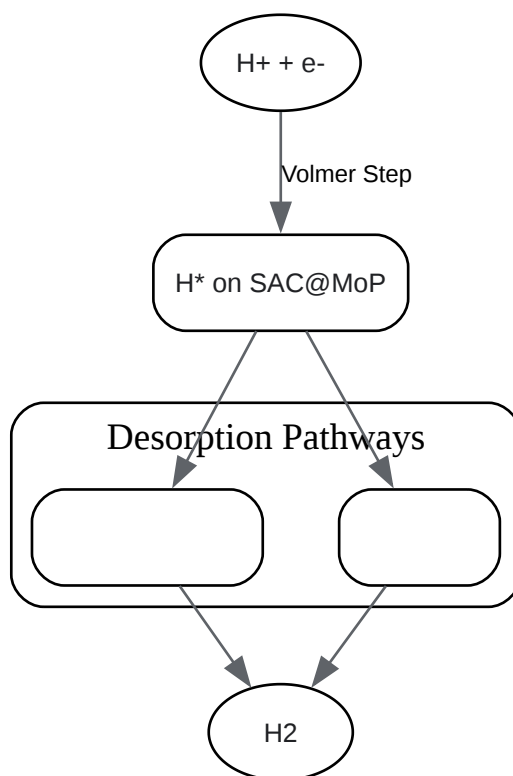 H+ + e-
Volmer Step
H* on SAC@MoP
Desorption Pathways
H2